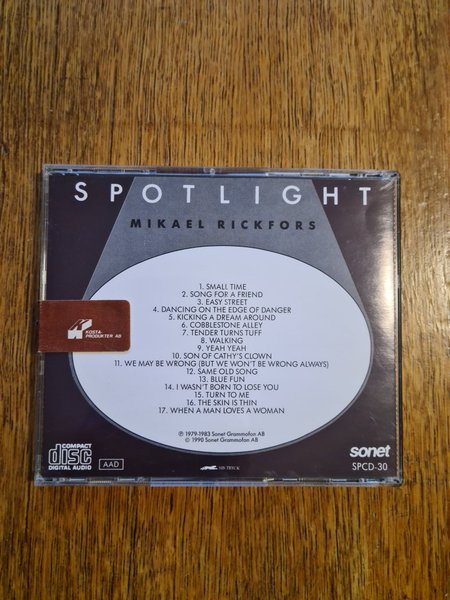 SPOTLIGHT
MIKAEL RICKFORS
1. SMALL TIME
2. SONG FOR A FRIEND
3. EASY STREET
4. DANCING ON THE EDGE OF DANGER
5. KICKING A DREAM AROUND
6. COBBLESTONE ALLEY
7. TENDER TURNS TUFF
8. WALKING
9. YEAH YEAH
10. SON OF CATHY'S CLOWN
11. WE MAY BE WRONG (BUT WE WON'T BE WRONG ALWAYS)
12. SAME OLD SONG
13. BLUE FUN
14. I WASN'T BORN TO LOSE YOU
15. TURN TO ME
16. THE SKIN IS THIN
17. WHEN A MAN LOVES A WOMAN
KOSTA-
PRODUKTER AB
℗ 1979-1983 Sonet Grammofon AB
© 1990 Sonet Grammofon AB
COMPACT
disc
DIGITAL AUDIO
AAD
sonet
SPCD-30